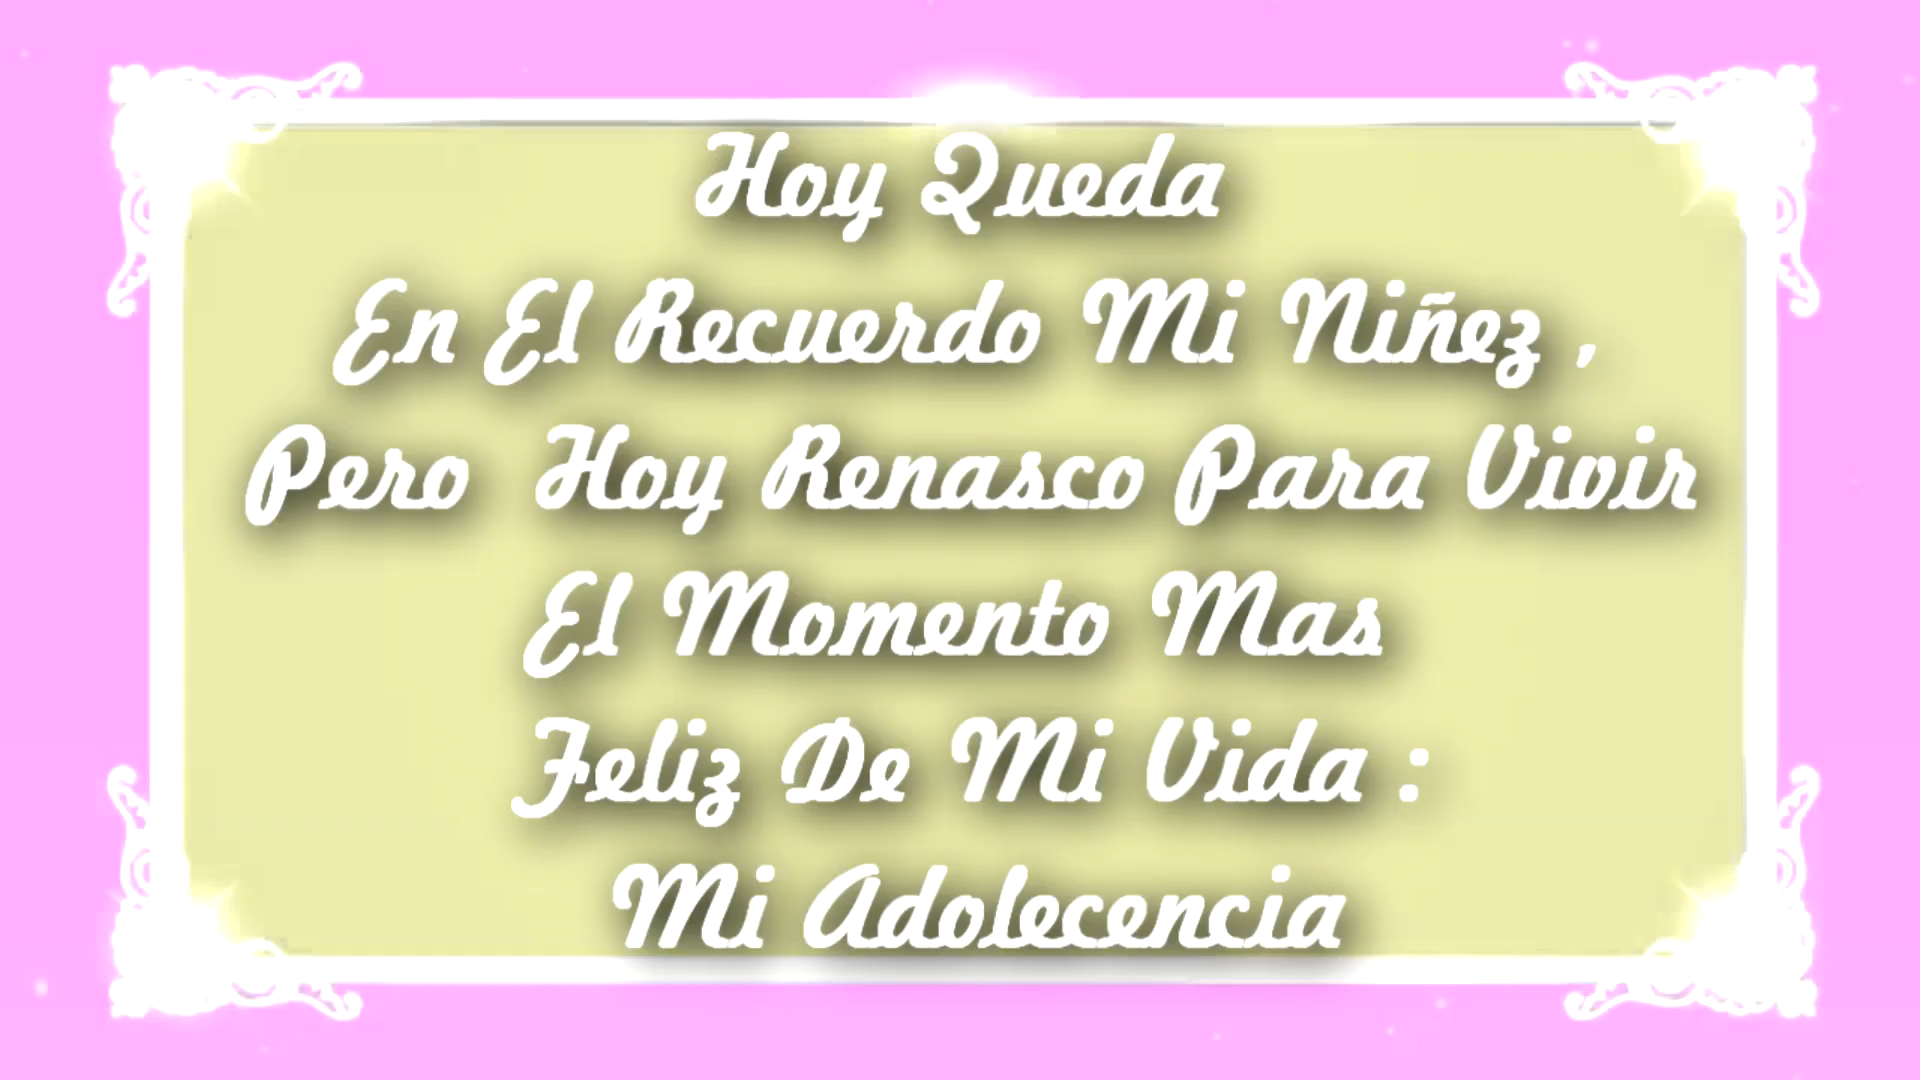 Hoy Queda
En El Recuerdo Mi Niñez ,
Pero Hoy Renasco Para Vivir
El Momento Mas
Feliz De Mi Vida :
Mi Adolecencia